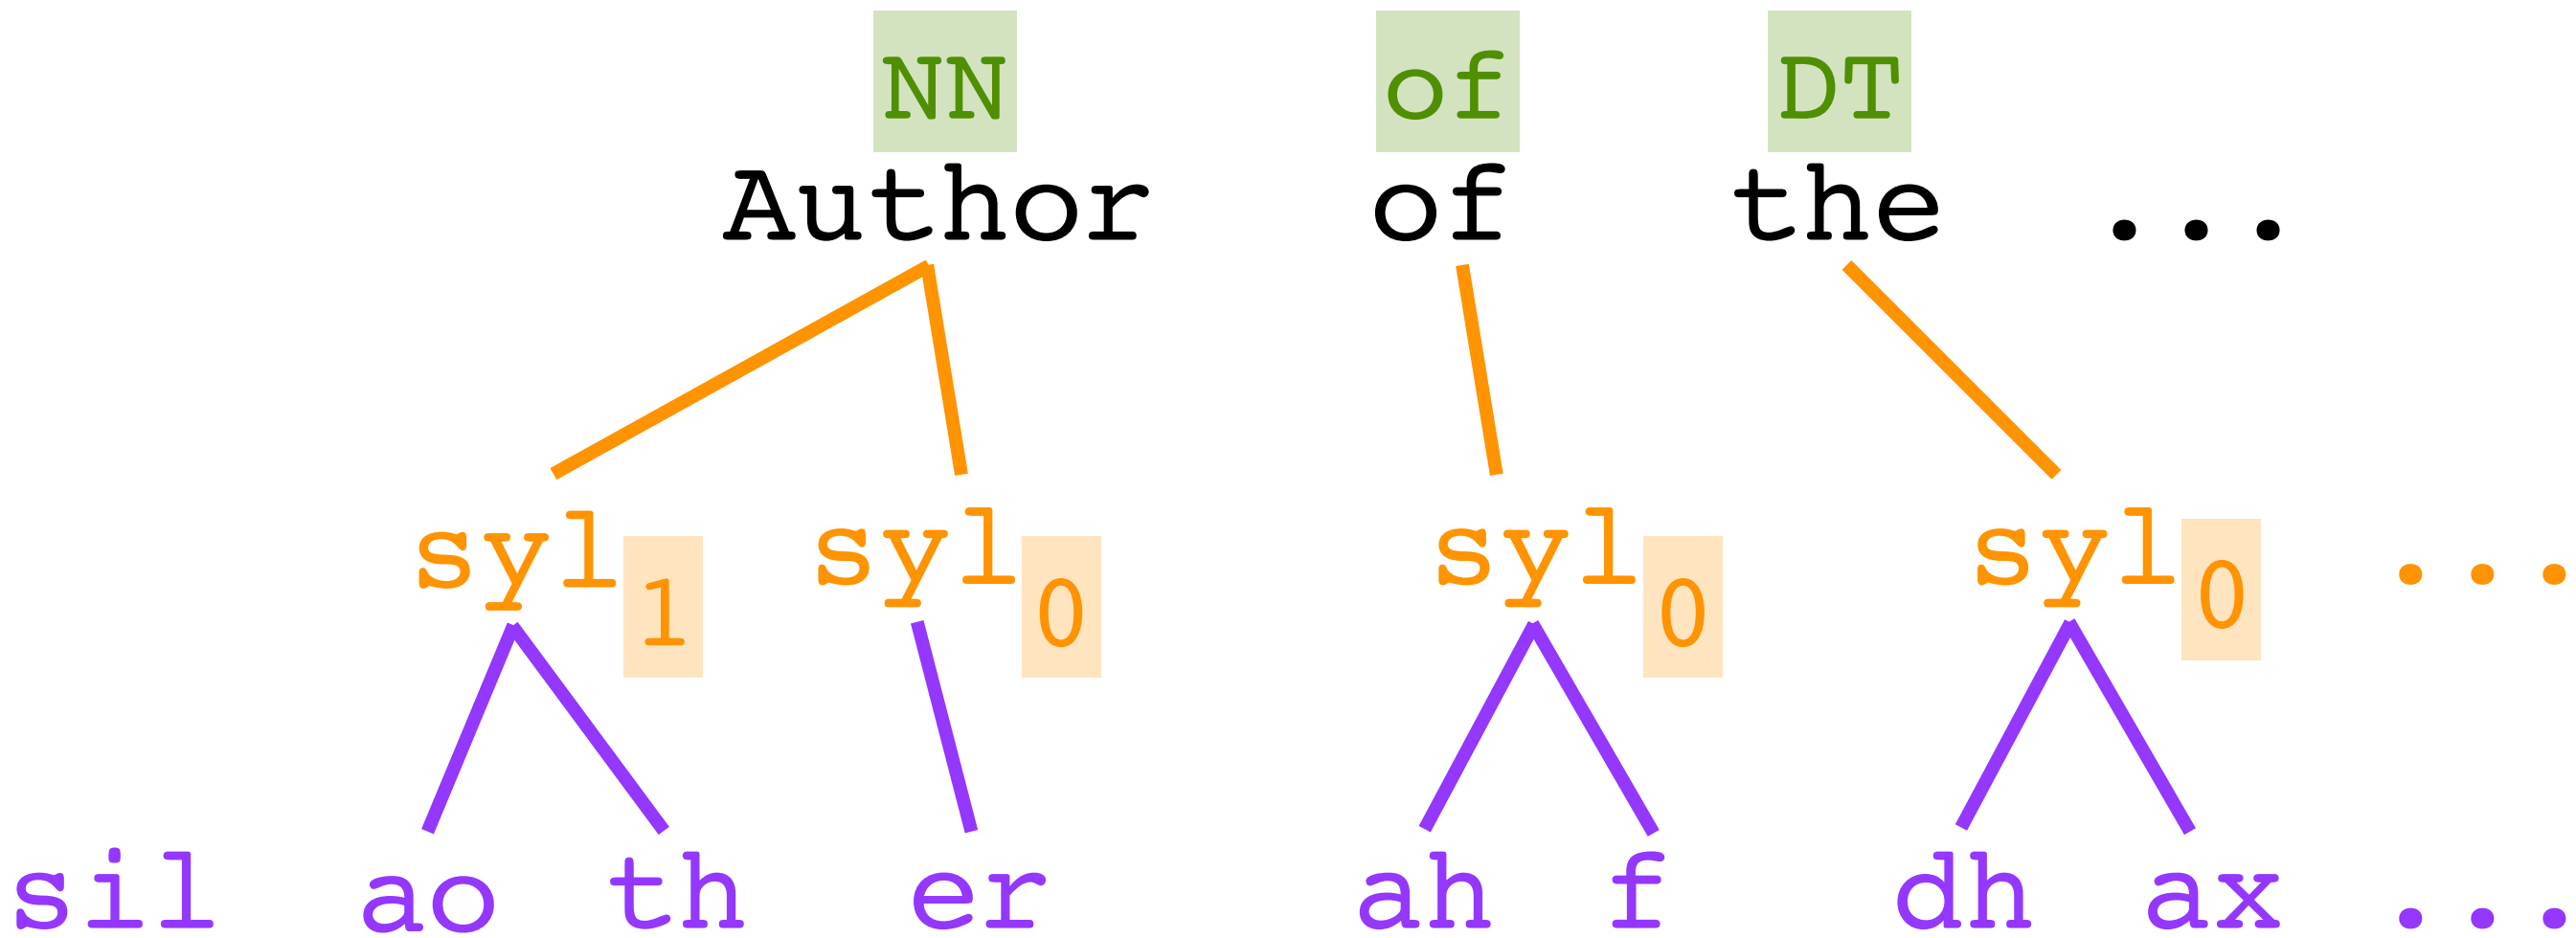 NN of DT
Author of the ...
syl1 syl0 syl0 syl0 ...
sil ao th er ah f dh ax ...